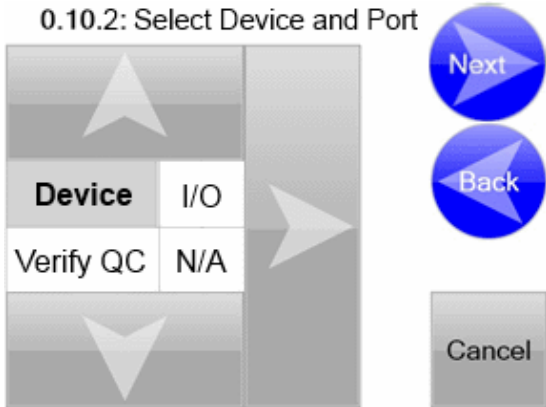 0.10.2: Select Device and Port
Next
Back
Device I/O
Verify QC N/A
Cancel